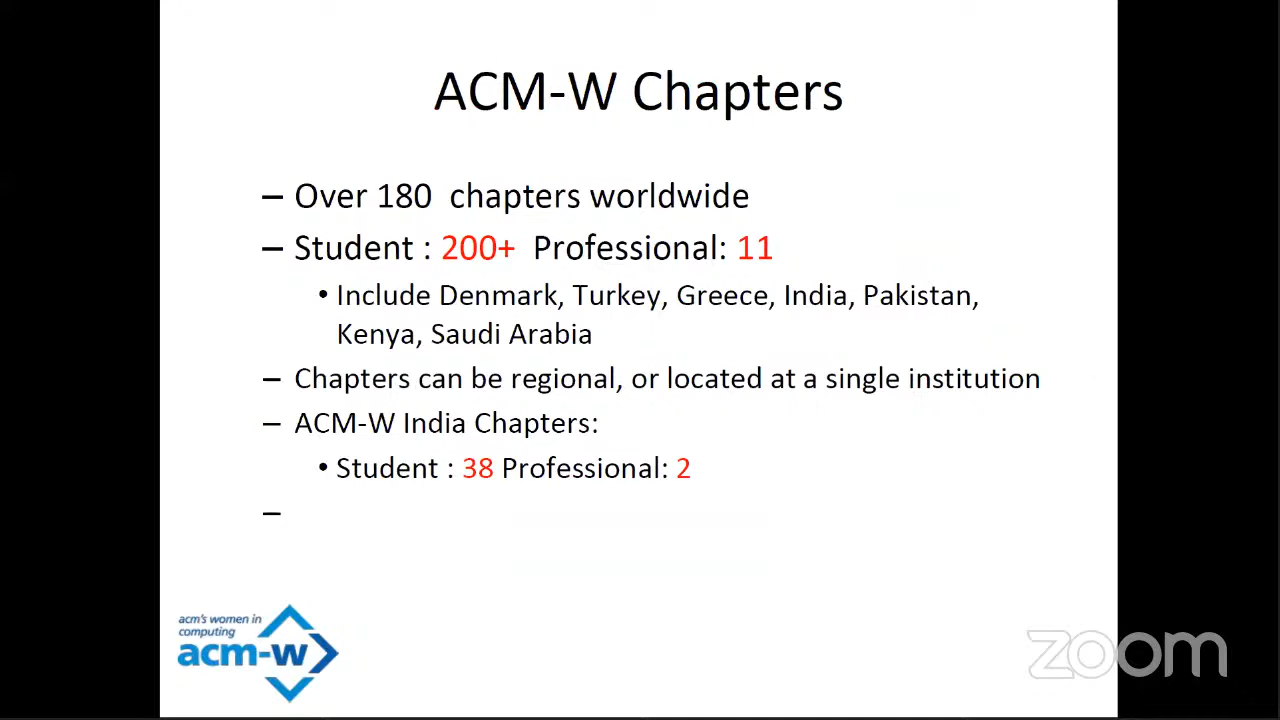 ACM-W Chapters
– Over 180 chapters worldwide
– Student : 200+ Professional: 11
• Include Denmark, Turkey, Greece, India, Pakistan,
Kenya, Saudi Arabia
– Chapters can be regional, or located at a single institution
– ACM-W India Chapters:
• Student : 38 Professional: 2
–
acm's women in
computing
acm-w
zoom